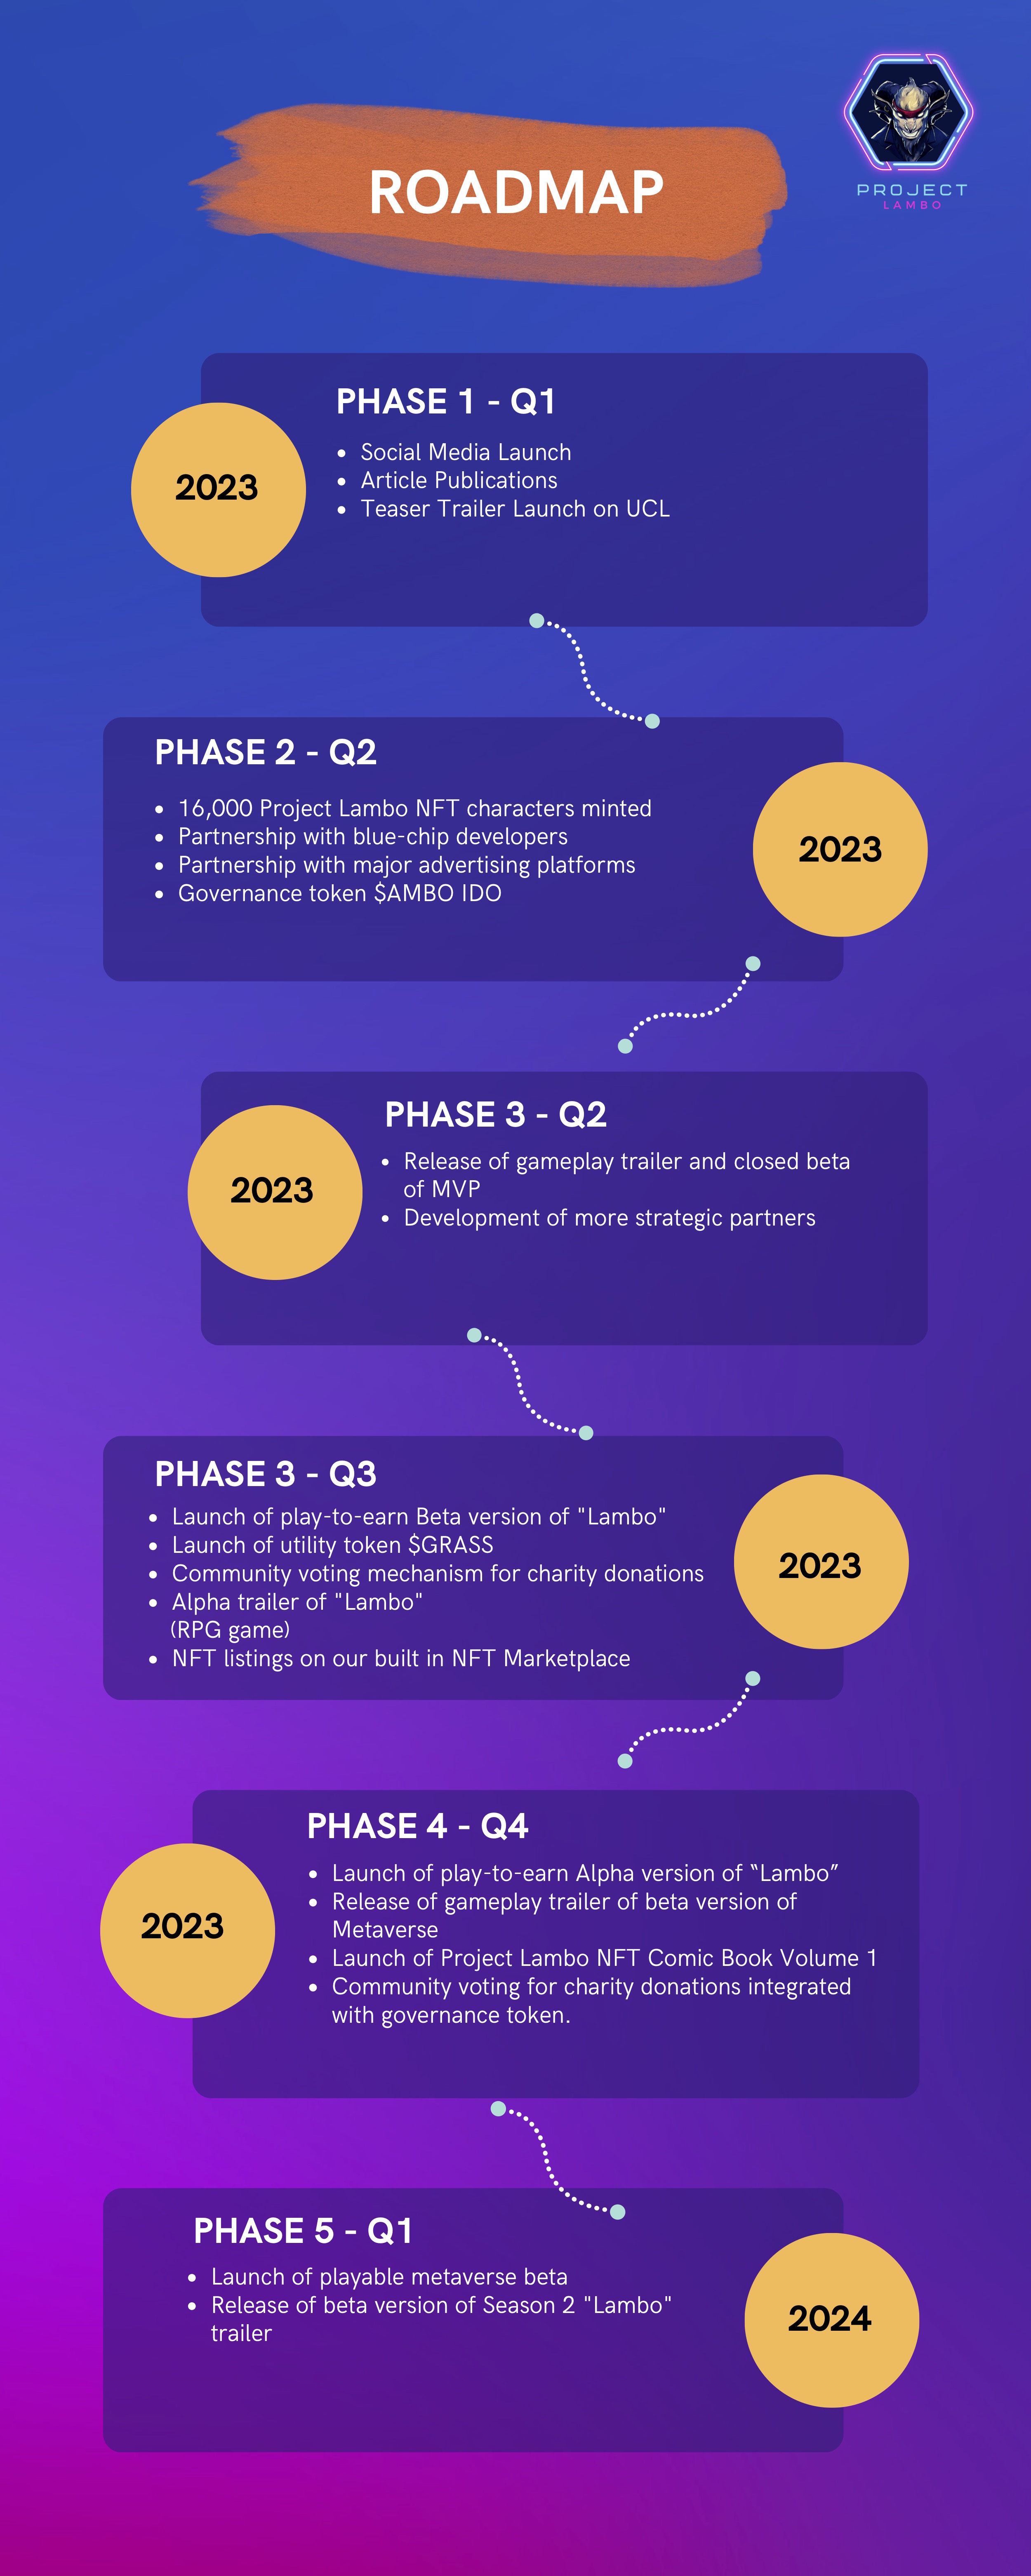 PROJECT
LAMBO
ROADMAP
PHASE 1 - Q1
2023
• Social Media Launch
• Article Publications
• Teaser Trailer Launch on UCL
PHASE 2 - Q2
• 16,000 Project Lambo NFT characters minted
• Partnership with blue-chip developers
• Partnership with major advertising platforms
• Governance token $AMBO IDO
2023
PHASE 3 - Q2
2023
• Release of gameplay trailer and closed beta
of MVP
• Development of more strategic partners
PHASE 3 - Q3
• Launch of play-to-earn Beta version of "Lambo"
• Launch of utility token $GRASS
• Community voting mechanism for charity donations
• Alpha trailer of "Lambo"
(RPG game)
• NFT listings on our built in NFT Marketplace
2023
PHASE 4 - Q4
2023
• Launch of play-to-earn Alpha version of “Lambo”
• Release of gameplay trailer of beta version of
Metaverse
• Launch of Project Lambo NFT Comic Book Volume 1
• Community voting for charity donations integrated
with governance token.
PHASE 5 - Q1
• Launch of playable metaverse beta
• Release of beta version of Season 2 "Lambo"
trailer
2024